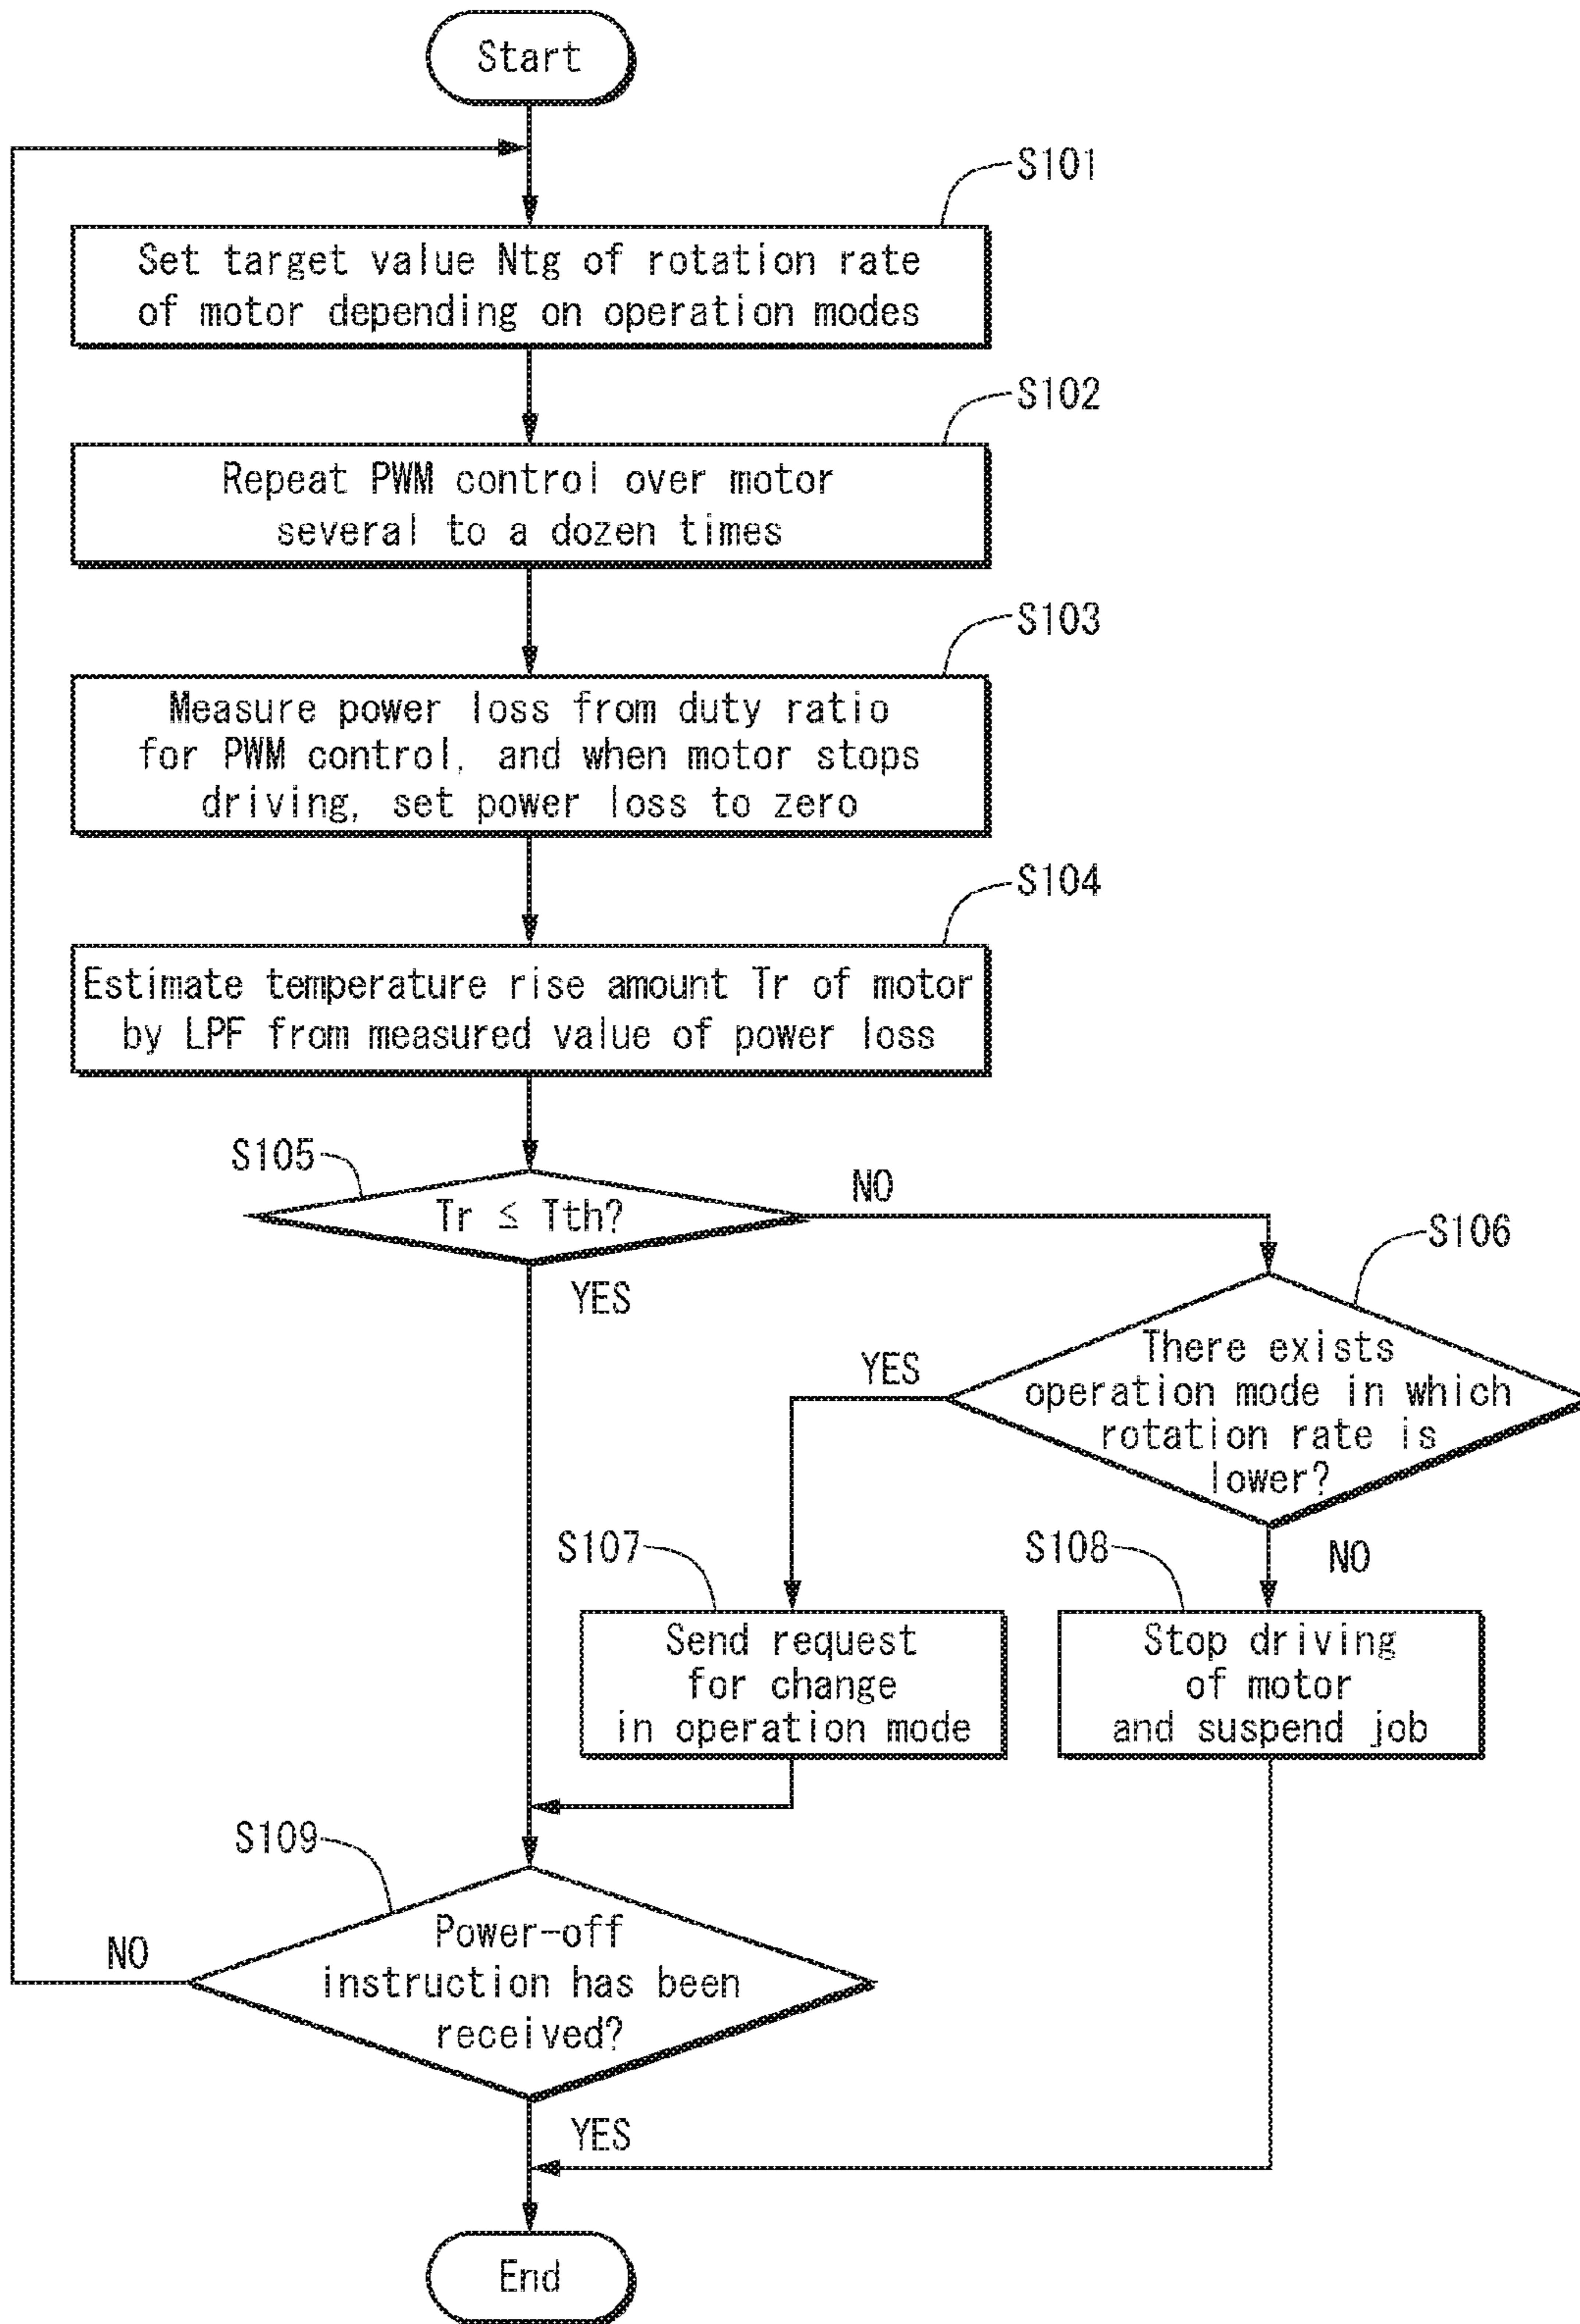 Start
S101
Set target value Ntg of rotation rate
of motor depending on operation modes
S102
Repeat PWM control over motor
several to a dozen times
S103
Measure power loss from duty ratio
for PWM control, and when motor stops
driving, set power loss to zero
S104
Estimate temperature rise amount Tr of motor
by LPF from measured value of power loss
S105
Tr ≤ Tth?
NO
YES
S106
There exists
operation mode in which
rotation rate is
lower?
YES
NO
S107
Send request
for change
in operation mode
S108
Stop driving
of motor
and suspend job
S109
Power-off
instruction has been
received?
NO
YES
End